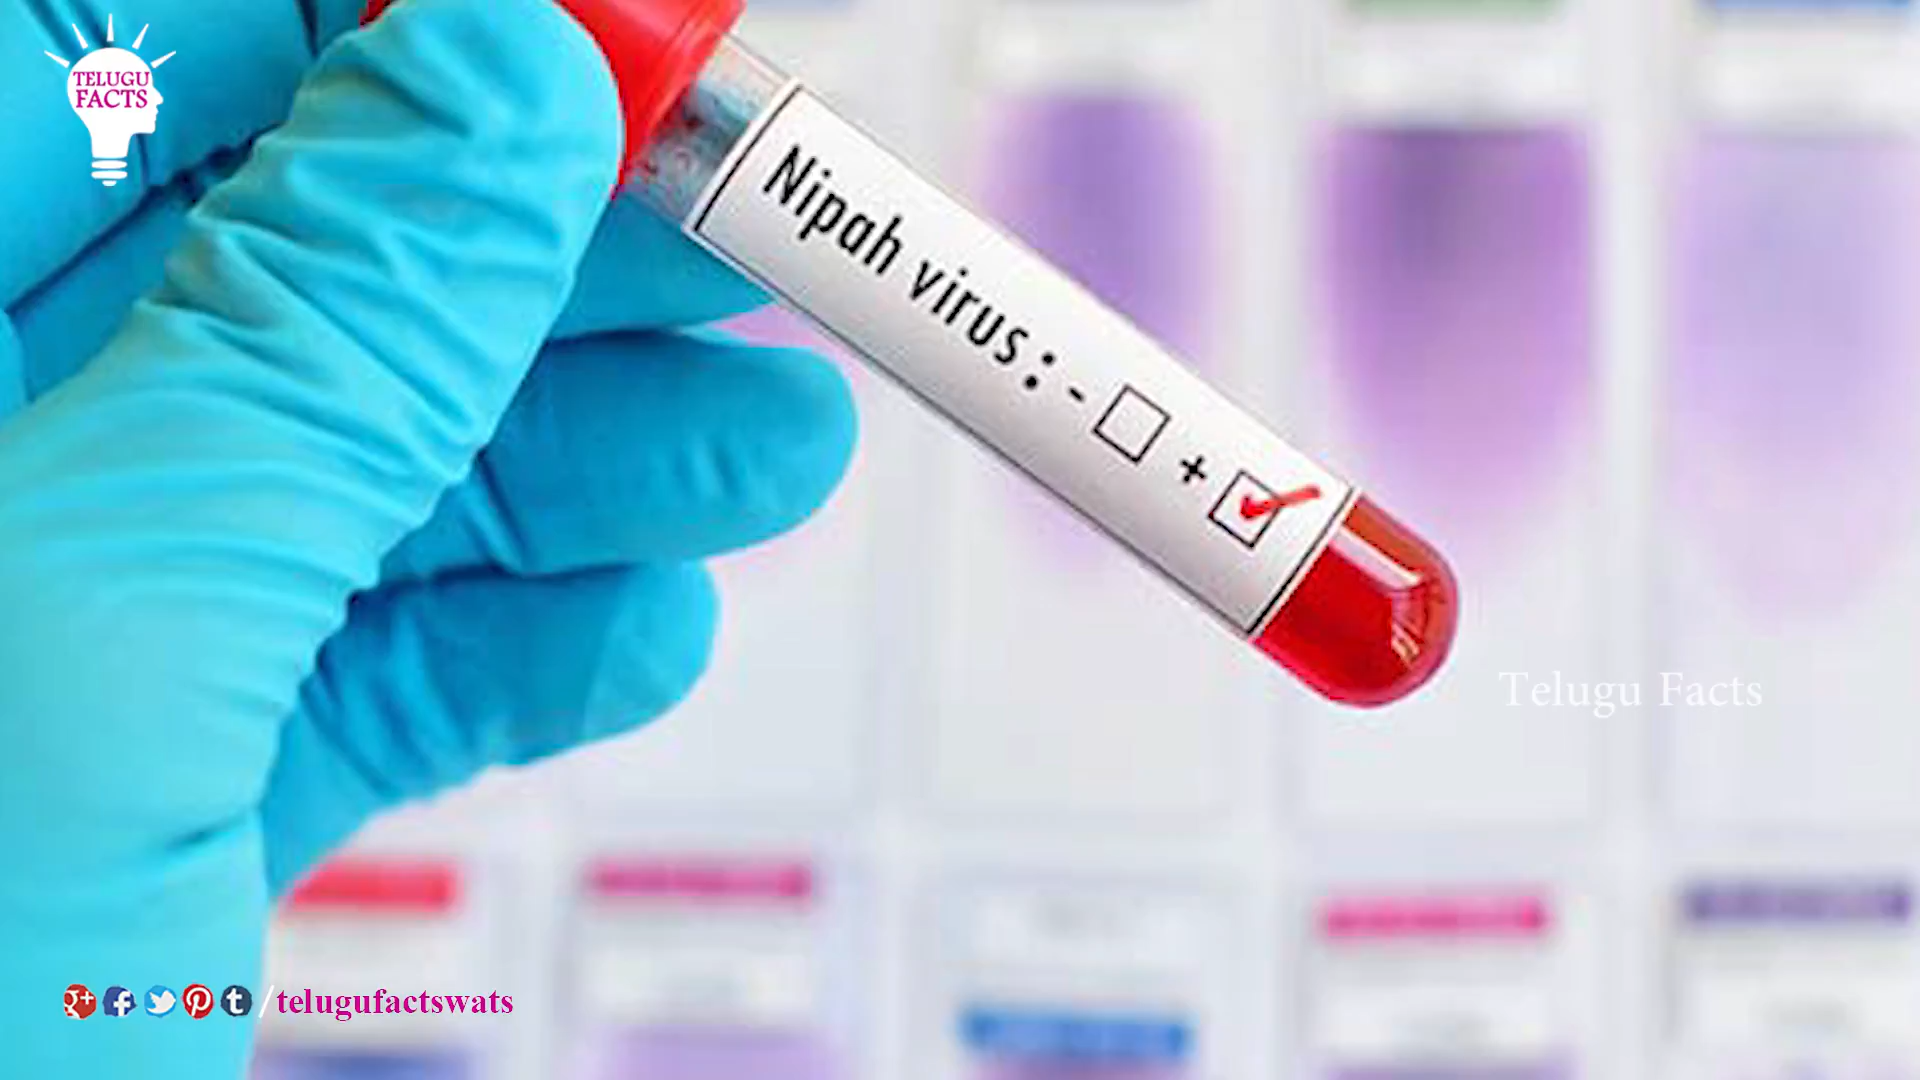 TELUGU
FACTS
Nipah virus : - +
Telugu Facts
/telugufactswats